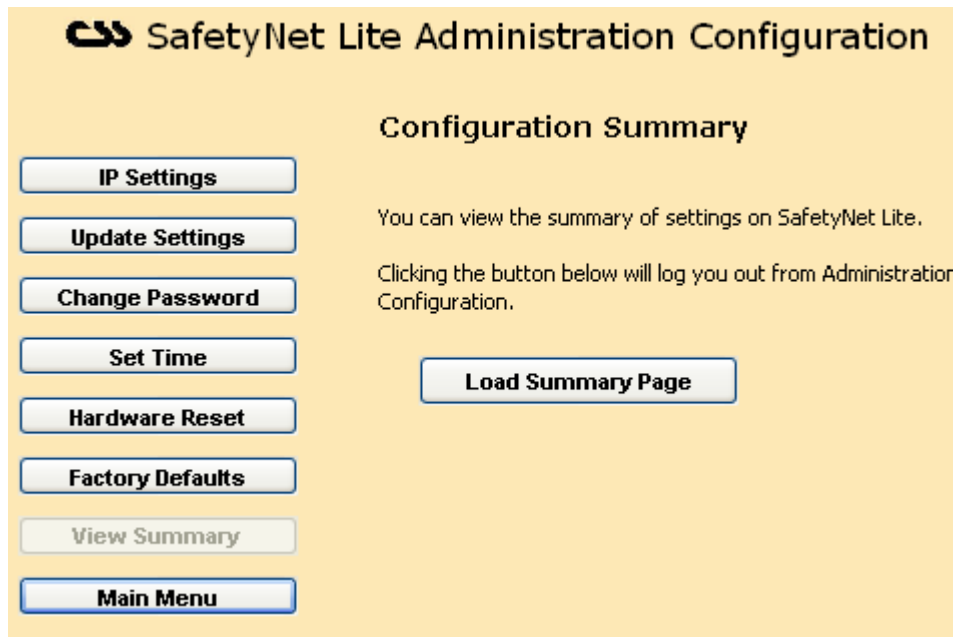 CSS SafetyNet Lite Administration Configuration
Configuration Summary
IP Settings
Update Settings
Change Password
Set Time
Hardware Reset
Factory Defaults
View Summary
Main Menu
You can view the summary of settings on SafetyNet Lite.
Clicking the button below will log you out from Administration
Configuration.
Load Summary Page